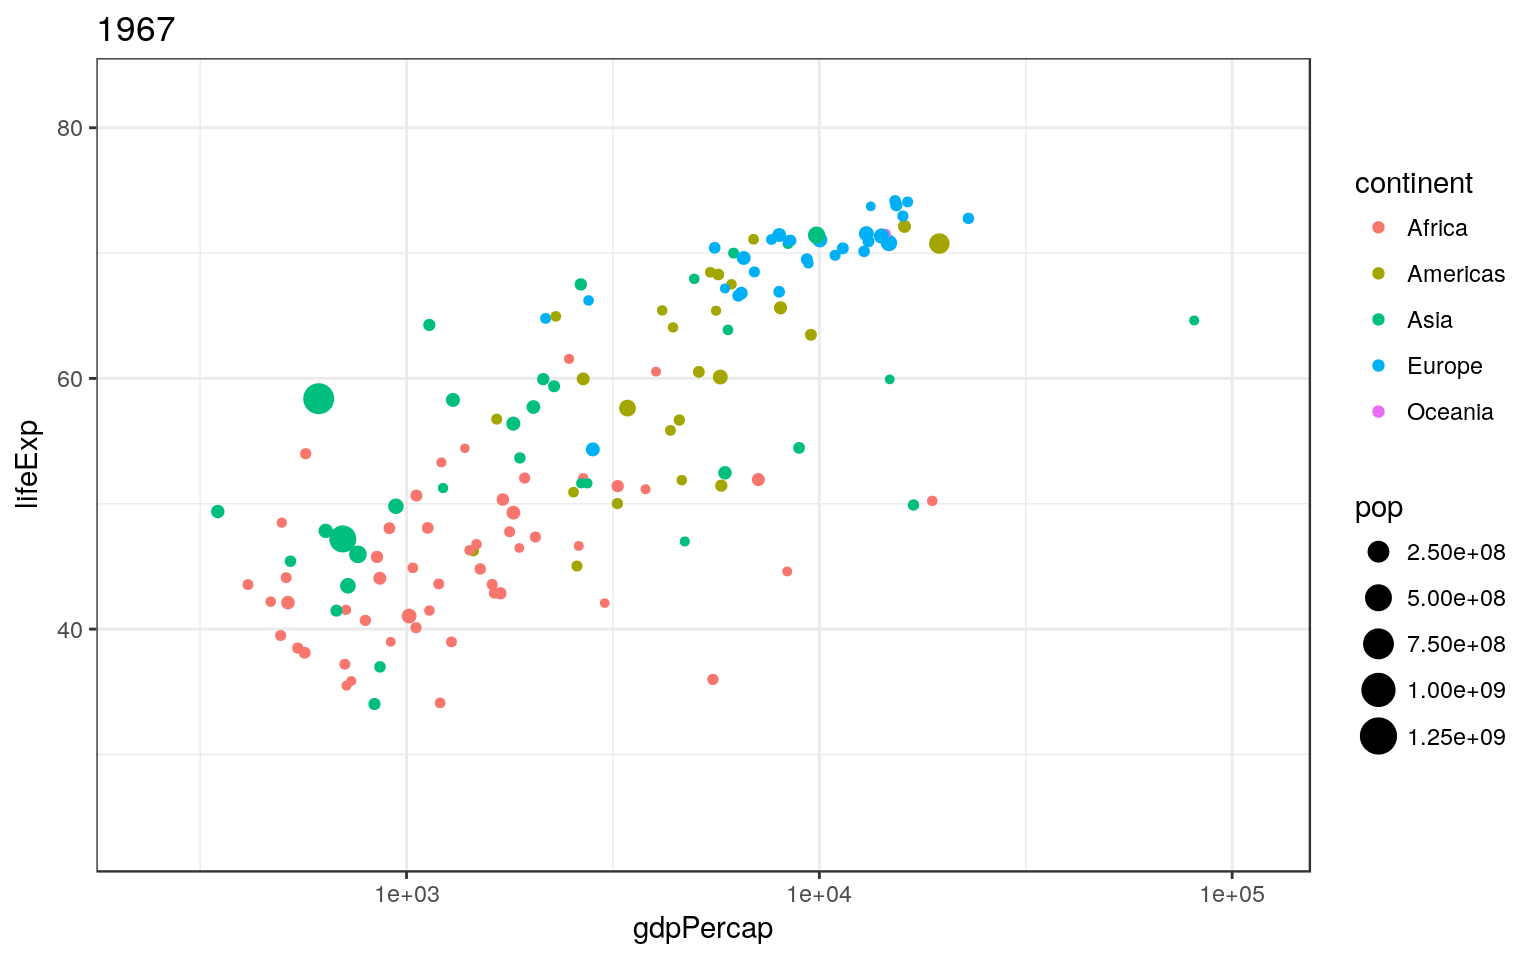 1967
80
60
40
lifeExp
1e+03
1e+04
1e+05
gdpPercap
continent
Africa
Americas
Asia
Europe
Oceania
pop
2.50e+08
5.00e+08
7.50e+08
1.00e+09
1.25e+09